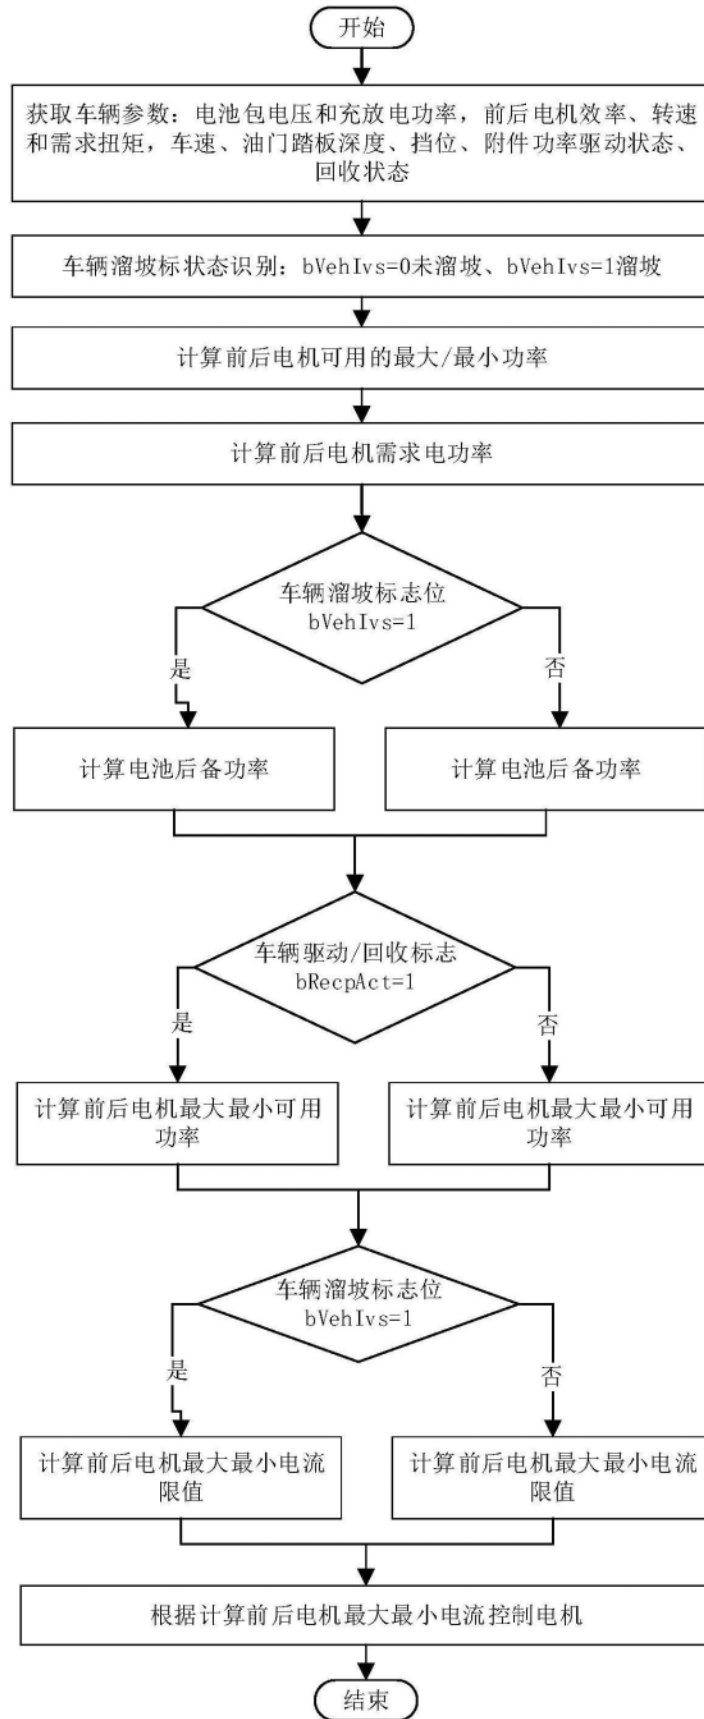 开始
获取车辆参数：电池包电压和充放电功率，前后电机效率、转速
和需求扭矩，车速、油门踏板深度、挡位、附件功率驱动状态、
回收状态
车辆溜坡标状态识别：bVehIvs=0未溜坡、bVehIvs=1溜坡
计算前后电机可用的最大/最小功率
计算前后电机需求电功率
车辆溜坡标志位
bVehIvs=1
是
否
计算电池后备功率
计算电池后备功率
车辆驱动/回收标志
bRecpAct=1
是
否
计算前后电机最大最小可用
功率
计算前后电机最大最小可用
功率
车辆溜坡标志位
bVehIvs=1
是
否
计算前后电机最大最小电流
限值
计算前后电机最大最小电流
限值
根据计算前后电机最大最小电流控制电机
结束